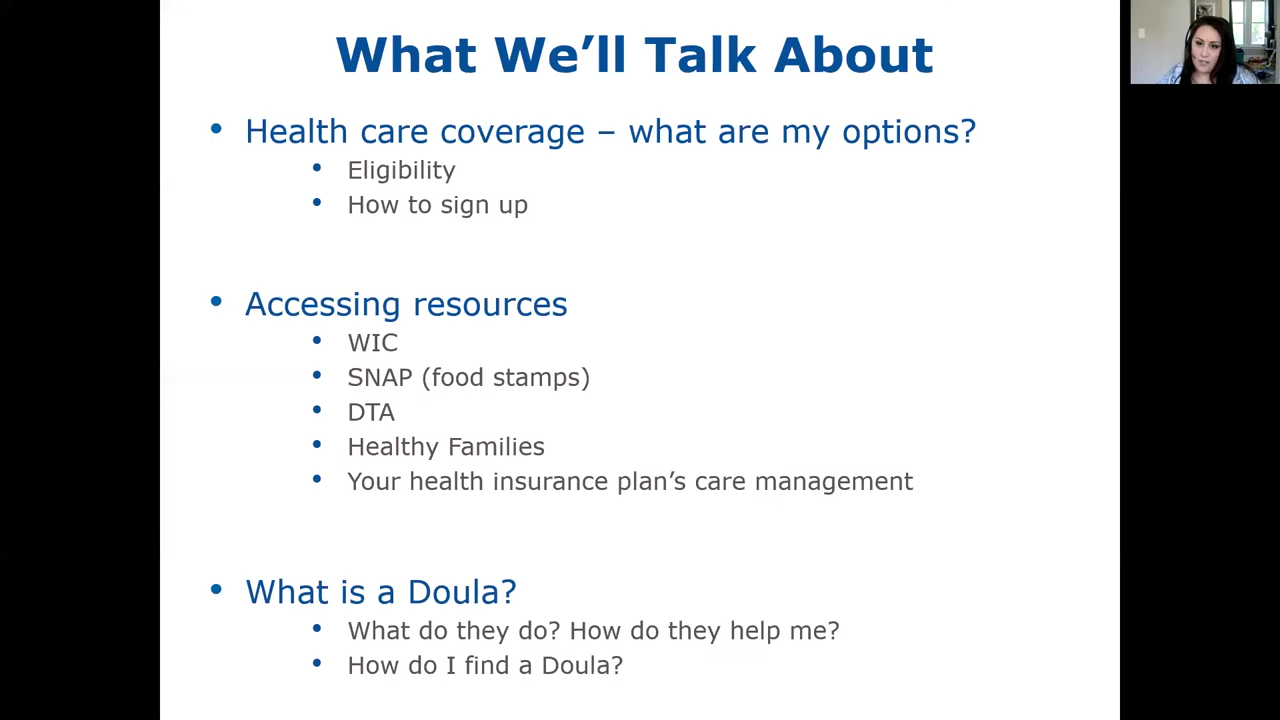 What We’ll Talk About
• Health care coverage – what are my options?
• Eligibility
• How to sign up
• Accessing resources
• WIC
• SNAP (food stamps)
• DTA
• Healthy Families
• Your health insurance plan’s care management
• What is a Doula?
• What do they do? How do they help me?
• How do I find a Doula?